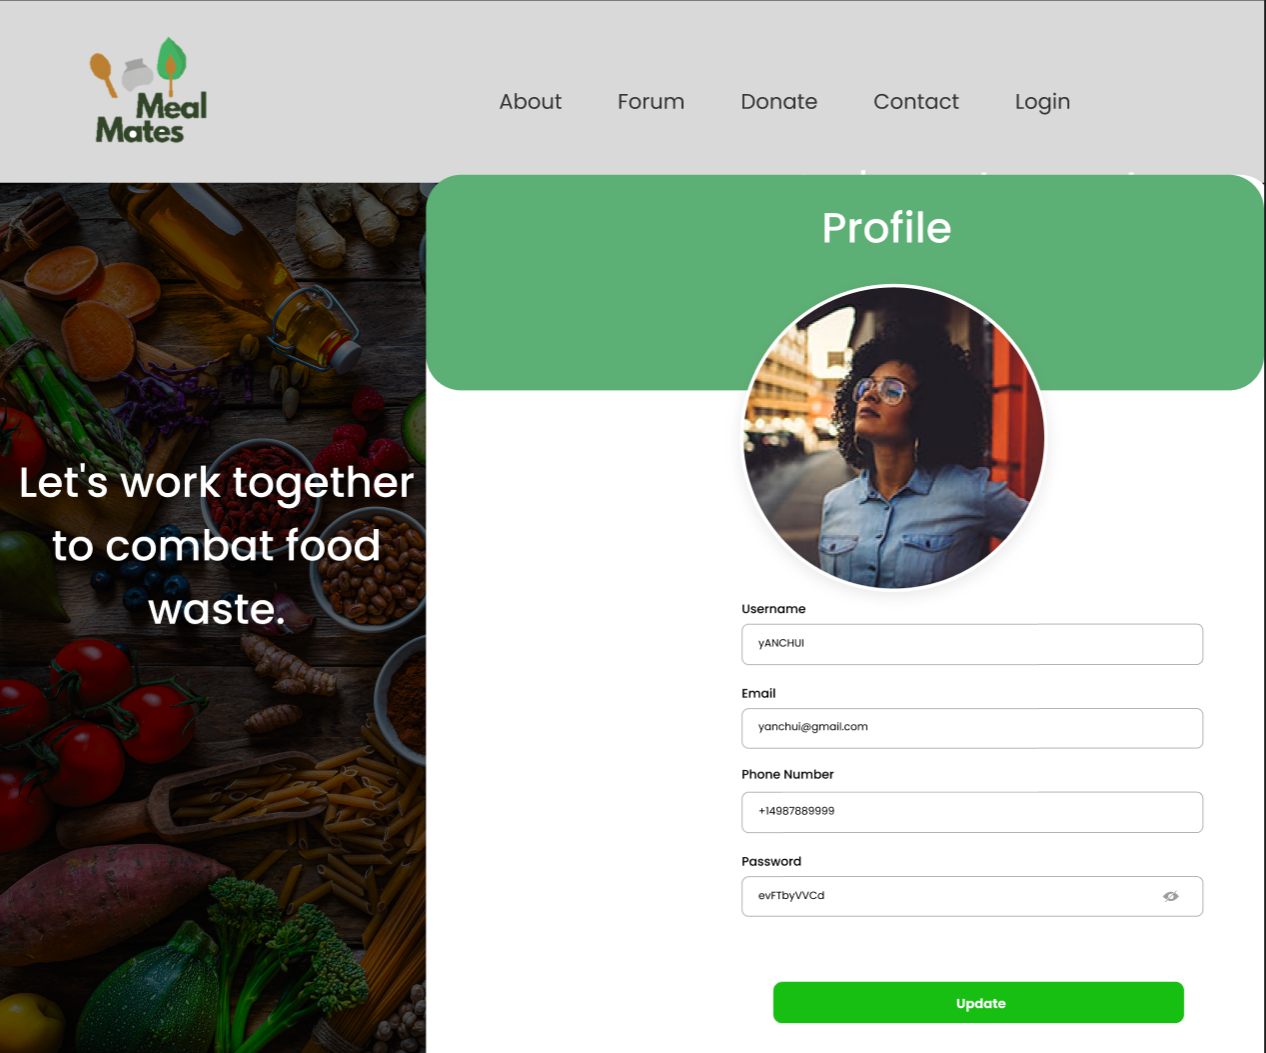 Meal
Mates
About
Forum
Donate
Contact
Login
Profile
Let's work together
to combat food
waste.
Username
yANCHUI
Email
yanchui@gmail.com
Phone Number
+14987889999
Password
evFTbyVVCd
Update